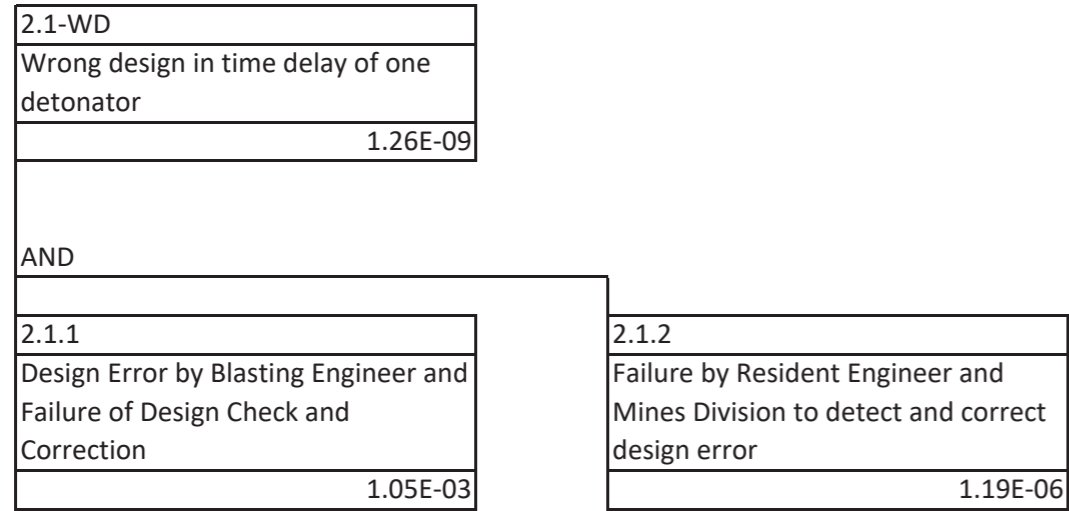 2.1-WD
Wrong design in time delay of one
detonator
1.26E-09
AND
2.1.1
Design Error by Blasting Engineer and
Failure of Design Check and
Correction
1.05E-03
2.1.2
Failure by Resident Engineer and
Mines Division to detect and correct
design error
1.19E-06